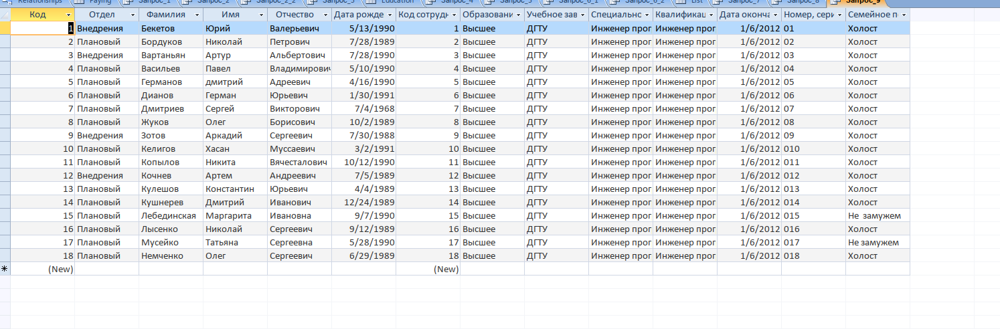 Relationships Paying Запрос_1 Запрос_2 Запрос_2_2 Запрос_3 Education Запрос_4 Запрос_5 Запрос_6_1 Запрос_6_2 List Запрос_7 Запрос_8 Запрос_9
Код Отдел Фамилия Имя Отчество Дата рожде Код сотрудн Образовани Учебное зав Специальнс Квалификац Дата оконча Номер, сери Семейное п
1 Внедрения Бекетов Юрий Валерьевич 5/13/1990 1 Высшее ДГТУ Инженер прог Инженер прог 1/6/2012 01 Холост
2 Плановый Бордуков Николай Петрович 7/28/1989 2 Высшее ДГТУ Инженер прог Инженер прог 1/6/2012 02 Холост
3 Внедрения Вартаньян Артур Альбертович 7/28/1990 3 Высшее ДГТУ Инженер прог Инженер прог 1/6/2012 03 Холост
4 Плановый Васильев Павел Владимирович 5/10/1990 4 Высшее ДГТУ Инженер прог Инженер прог 1/6/2012 04 Холост
5 Плановый Германов дмитрий Адреевич 4/16/1990 5 Высшее ДГТУ Инженер прог Инженер прог 1/6/2012 05 Холост
6 Плановый Дианов Герман Юрьевич 1/30/1991 6 Высшее ДГТУ Инженер прог Инженер прог 1/6/2012 06 Холост
7 Плановый Дмитриев Сергей Викторович 7/4/1968 7 Высшее ДГТУ Инженер прог Инженер прог 1/6/2012 07 Холост
8 Плановый Жуков Олег Борисович 10/2/1989 8 Высшее ДГТУ Инженер прог Инженер прог 1/6/2012 08 Холост
9 Внедрения Зотов Аркадий Сергеевич 7/30/1988 9 Высшее ДГТУ Инженер прог Инженер прог 1/6/2012 09 Холост
10 Плановый Келигов Хасан Муссаевич 3/2/1991 10 Высшее ДГТУ Инженер прог Инженер прог 1/6/2012 010 Холост
11 Плановый Копылов Никита Вячесталович 10/12/1990 11 Высшее ДГТУ Инженер прог Инженер прог 1/6/2012 011 Холост
12 Внедрения Кочнев Артем Андреевич 7/5/1989 12 Высшее ДГТУ Инженер прог Инженер прог 1/6/2012 012 Холост
13 Плановый Кулешов Константин Юрьевич 4/4/1989 13 Высшее ДГТУ Инженер прог Инженер прог 1/6/2012 013 Холост
14 Плановый Кушнерев Дмитрий Иванович 12/24/1989 14 Высшее ДГТУ Инженер прог Инженер прог 1/6/2012 014 Холост
15 Плановый Лебединская Маргарита Ивановна 9/7/1990 15 Высшее ДГТУ Инженер прог Инженер прог 1/6/2012 015 Не замужем
16 Плановый Лысенко Николай Сергеевич 9/12/1989 16 Высшее ДГТУ Инженер прог Инженер прог 1/6/2012 016 Холост
17 Плановый Мусейко Татьяна Сергеевна 5/28/1990 17 Высшее ДГТУ Инженер прог Инженер прог 1/6/2012 017 Не замужем
18 Плановый Немченко Олег Сергеевич 6/29/1989 18 Высшее ДГТУ Инженер прог Инженер прог 1/6/2012 018 Холост
(New) (New)